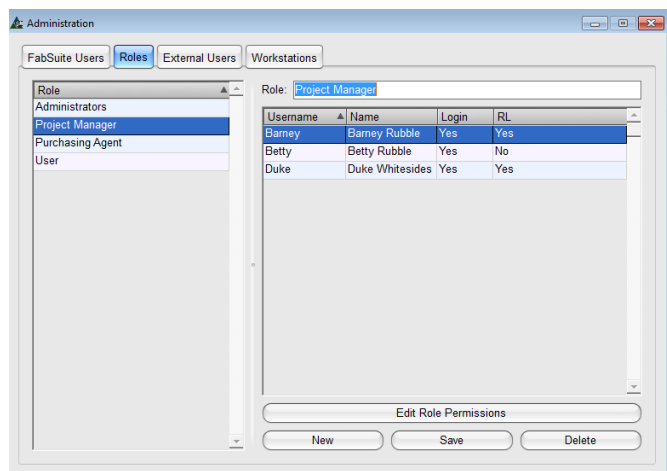 Administration
FabSuite Users Roles External Users Workstations
Role
Administrators
Project Manager
Purchasing Agent
User
Role: Project Manager
Username Name Login RL
Barney Barney Rubble Yes Yes
Betty Betty Rubble Yes No
Duke Duke Whitesides Yes Yes
Edit Role Permissions
New Save Delete